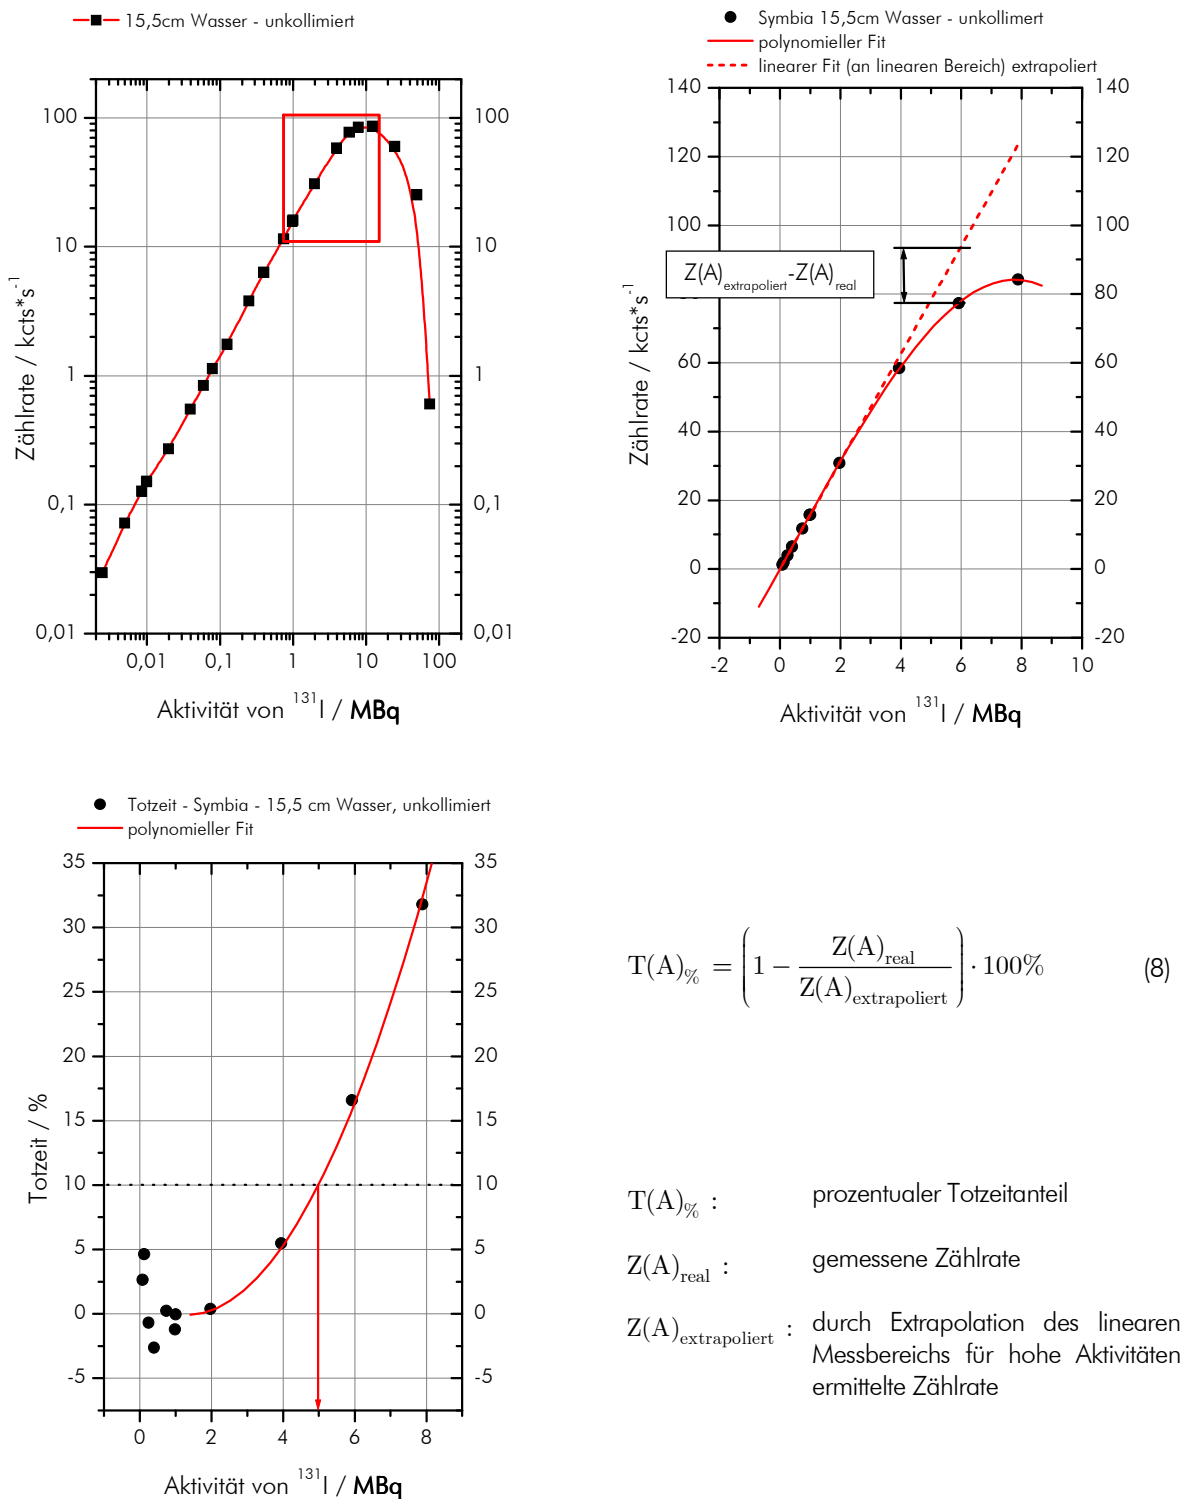 15,5cm Wasser - unkollimiert
100
10
1
0,1
0,01
100
10
1
0,1
0,01
0,01 0,1 1 10 100
Zählrate / kcts*s⁻¹
Aktivität von ¹³¹I / MBq
Symbia 15,5cm Wasser - unkollimert
polynomieller Fit
linearer Fit (an linearen Bereich) extrapoliert
140
120
100
80
60
40
20
0
-20
140
120
100
80
60
40
20
0
-20
Z(A)extrapoliert-Z(A)real
-2 0 2 4 6 8 10
Zählrate / kcts*s⁻¹
Aktivität von ¹³¹I / MBq
Totzeit - Symbia - 15,5 cm Wasser, unkollimiert
polynomieller Fit
35
30
25
20
15
10
5
0
-5
35
30
25
20
15
10
5
0
-5
0 2 4 6 8
Totzeit / %
Aktivität von ¹³¹I / MBq
T(A)% = (1 − Z(A)real / Z(A)extrapoliert) · 100% (8)
T(A)% : prozentualer Totzeitanteil
Z(A)real : gemessene Zählrate
Z(A)extrapoliert : durch Extrapolation des linearen
Messbereichs für hohe Aktivitäten
ermittelte Zählrate